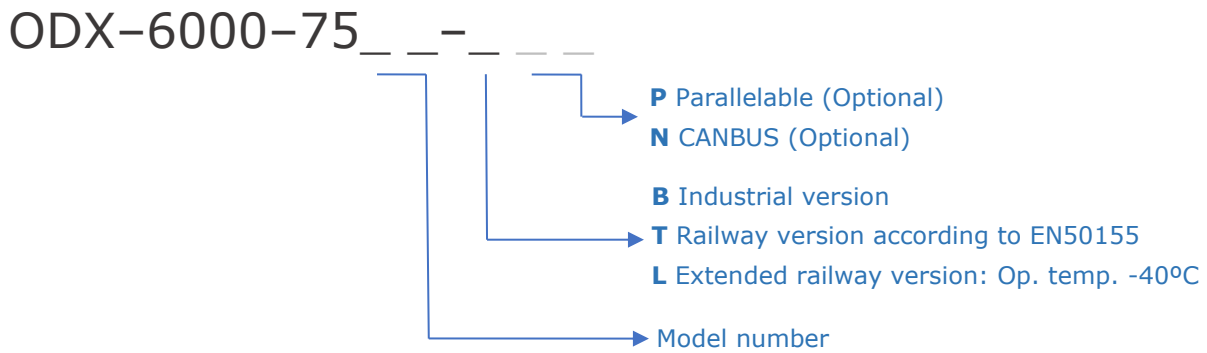 ODX–6000–75_ _–_ _ _
P Parallelable (Optional)
N CANBUS (Optional)
B Industrial version
T Railway version according to EN50155
L Extended railway version: Op. temp. -40ºC
Model number